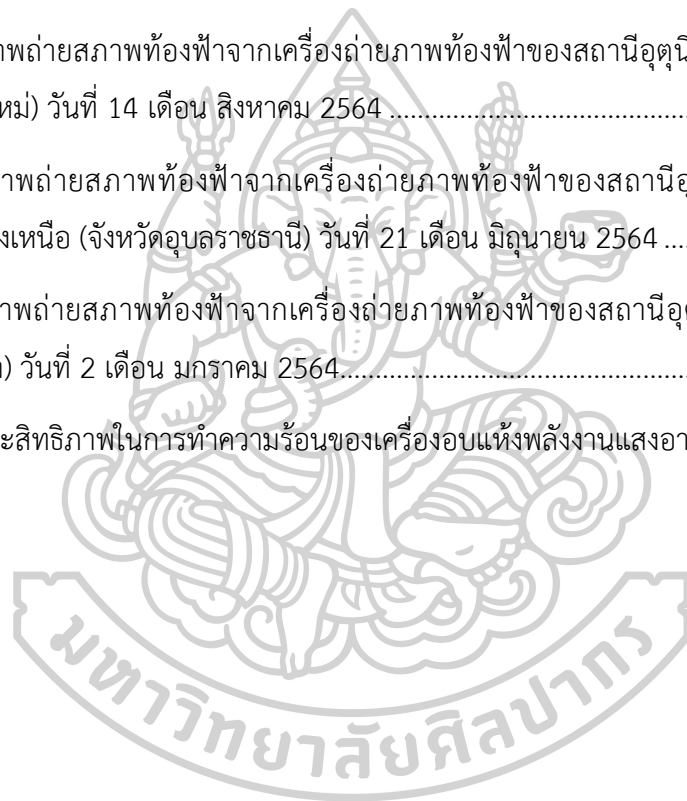 าพถ่ายสภาพท้องฟ้าจากเครื่องถ่ายภาพท้องฟ้าของสถานีอุตุนิ
ใหม่) วันที่ 14 เดือน สิงหาคม 2564 ........................................
าพถ่ายสภาพท้องฟ้าจากเครื่องถ่ายภาพท้องฟ้าของสถานีอุ
งเหนือ (จังหวัดอุบลราชธานี) วันที่ 21 เดือน มิถุนายน 2564 ....
าพถ่ายสภาพท้องฟ้าจากเครื่องถ่ายภาพท้องฟ้าของสถานีอุ
) วันที่ 2 เดือน มกราคม 2564................................................
ะสิทธิภาพในการทำความร้อนของเครื่องอบแห้งพลังงานแสงอา
มหาวิทยาลัยศิลปากร